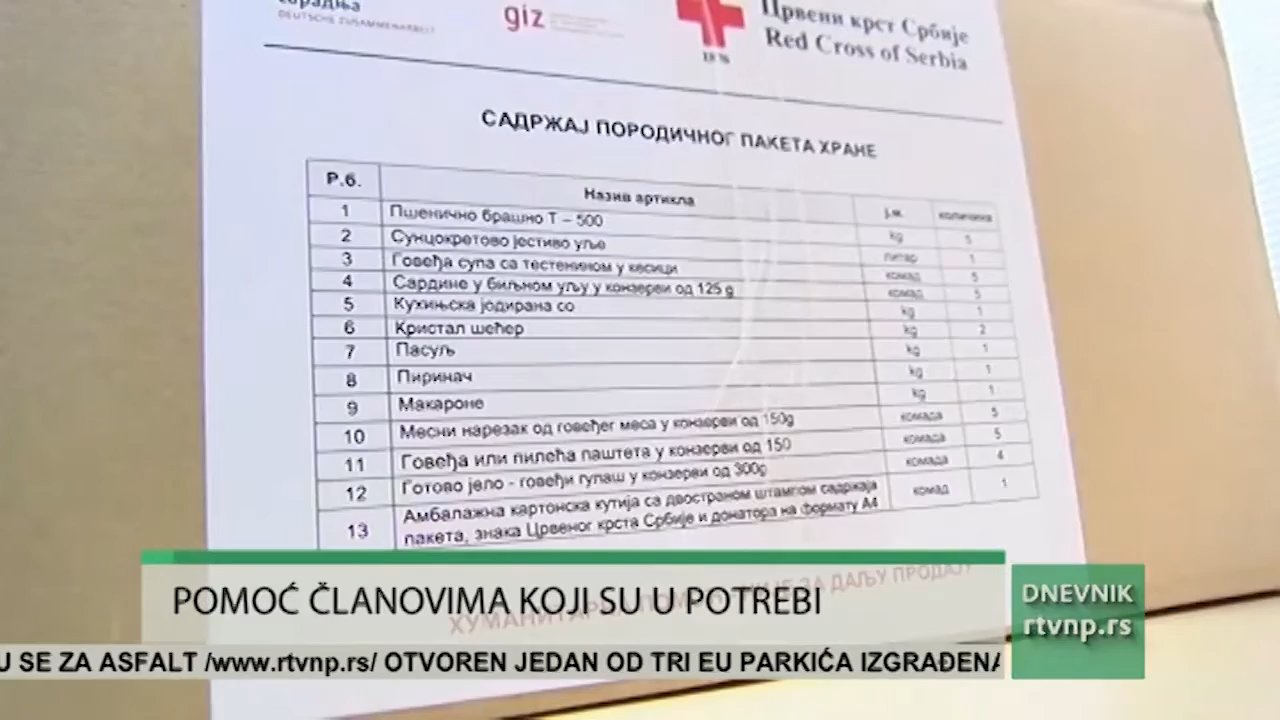 DEUTSCHE ZUSAMMENARBEIT
giz
Црвени крст Србије
Red Cross of Serbia
САДРЖАЈ ПОРОДИЧНОГ ПАКЕТА ХРАНЕ
Р.б. Назив артикла ј.м. количина
1 Пшенично брашно Т – 500 kg 5
2 Сунцокретово јестиво уље литар 1
3 Говеђа супа са тестенином у кесици комад 5
4 Сардине у биљном уљу у конзерви од 125 g комад 5
5 Кухињска јодирана со kg 1
6 Кристал шећер kg 2
7 Пасуљ kg 1
8 Пиринач kg 1
9 Макароне kg 1
10 Месни нарезак од говеђег меса у конзерви од 150g комада 5
11 Говеђа или пилећа паштета у конзерви од 150 комада 5
12 Готово јело - говеђи гулаш у конзерви од 300g комада 4
13 Амбалажна картонска кутија са двостраном штампом садржаја комад 1
пакета, знака Црвеног крста Србије и донатора на формату А4
ЗА ДАЉУ ПРОДАЈУ
POMOĆ ČLANOVIMA KOJI SU U POTREBI
DNEVNIK
rtvnp.rs
U SE ZA ASFALT /www.rtvnp.rs/ OTVOREN JEDAN OD TRI EU PARKIĆA IZGRAĐENA